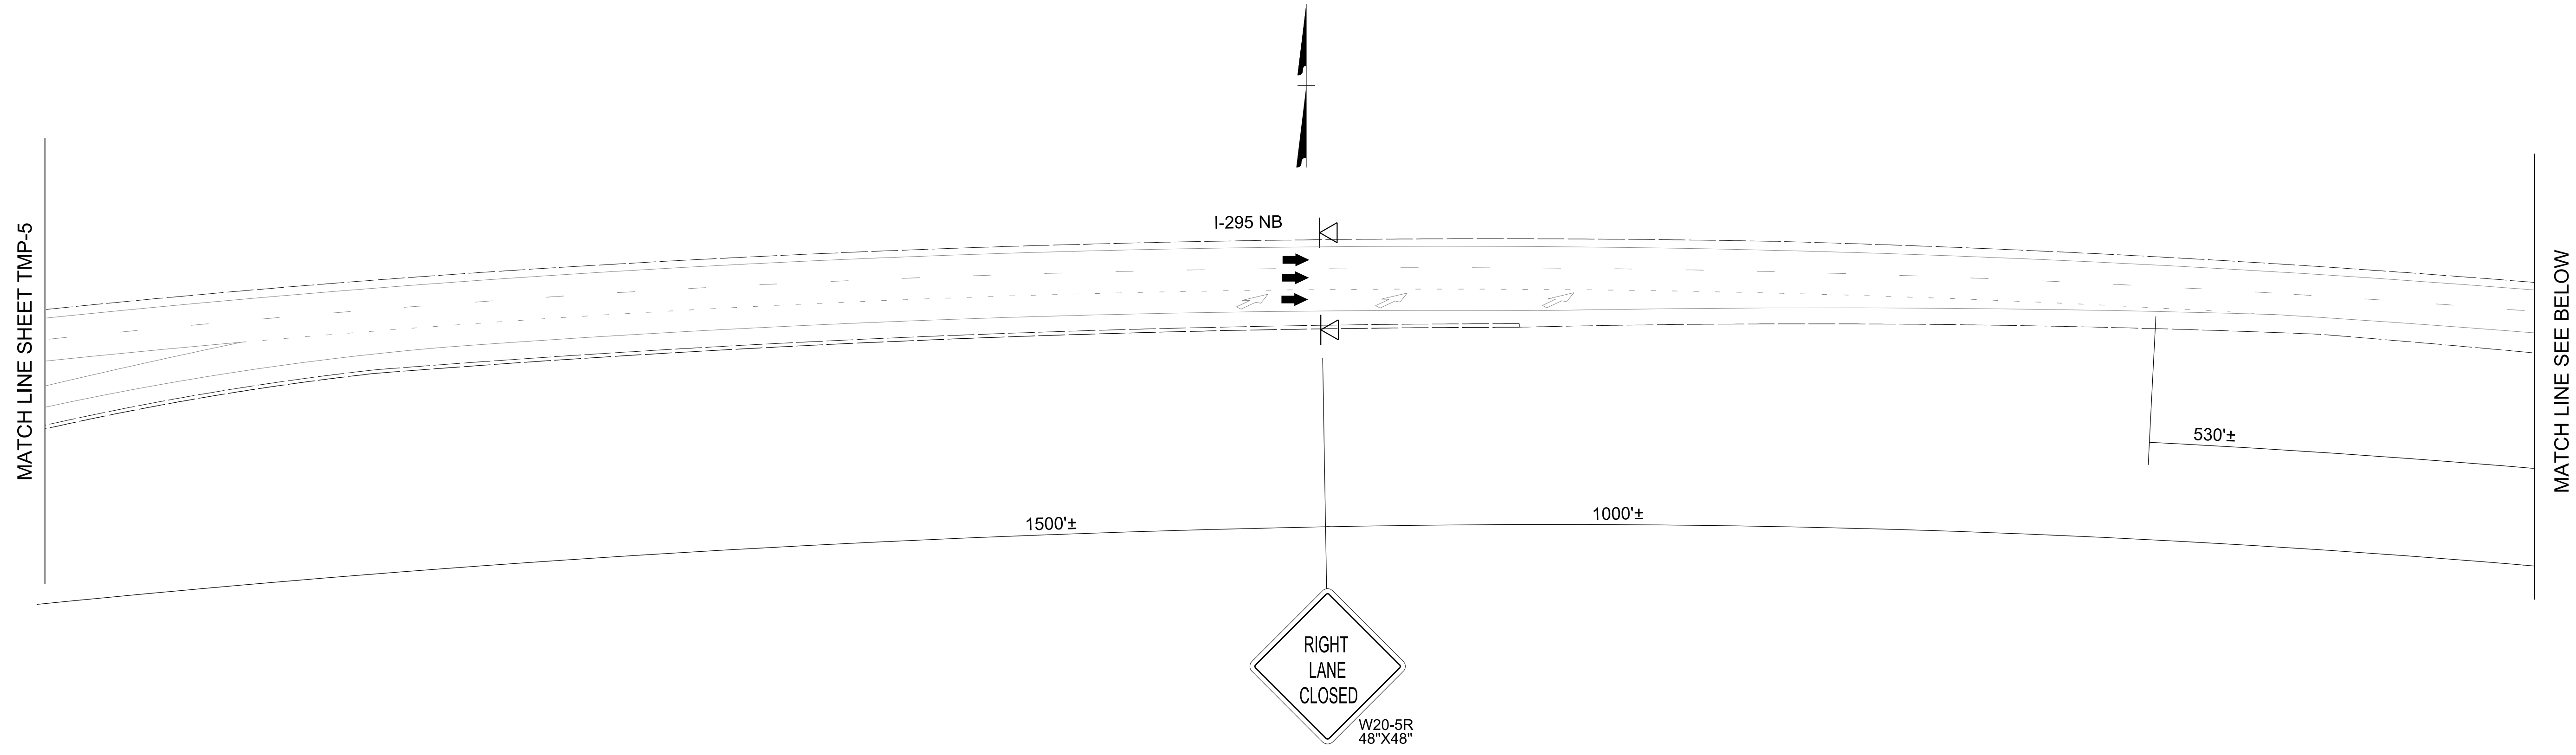 MATCH LINE SHEET TMP-5
I-295 NB
MATCH LINE SEE BELOW
530'±
1500'±
1000'±
RIGHT
LANE
CLOSED
W20-5R
48"X48"